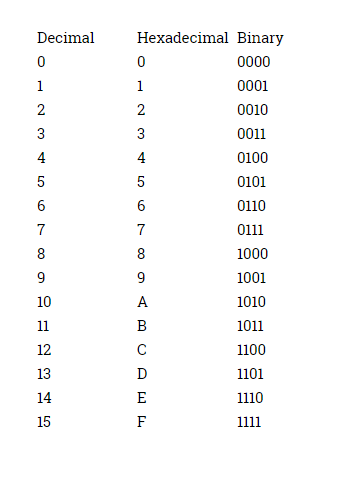 Decimal Hexadecimal Binary
0 0 0000
1 1 0001
2 2 0010
3 3 0011
4 4 0100
5 5 0101
6 6 0110
7 7 0111
8 8 1000
9 9 1001
10 A 1010
11 B 1011
12 C 1100
13 D 1101
14 E 1110
15 F 1111